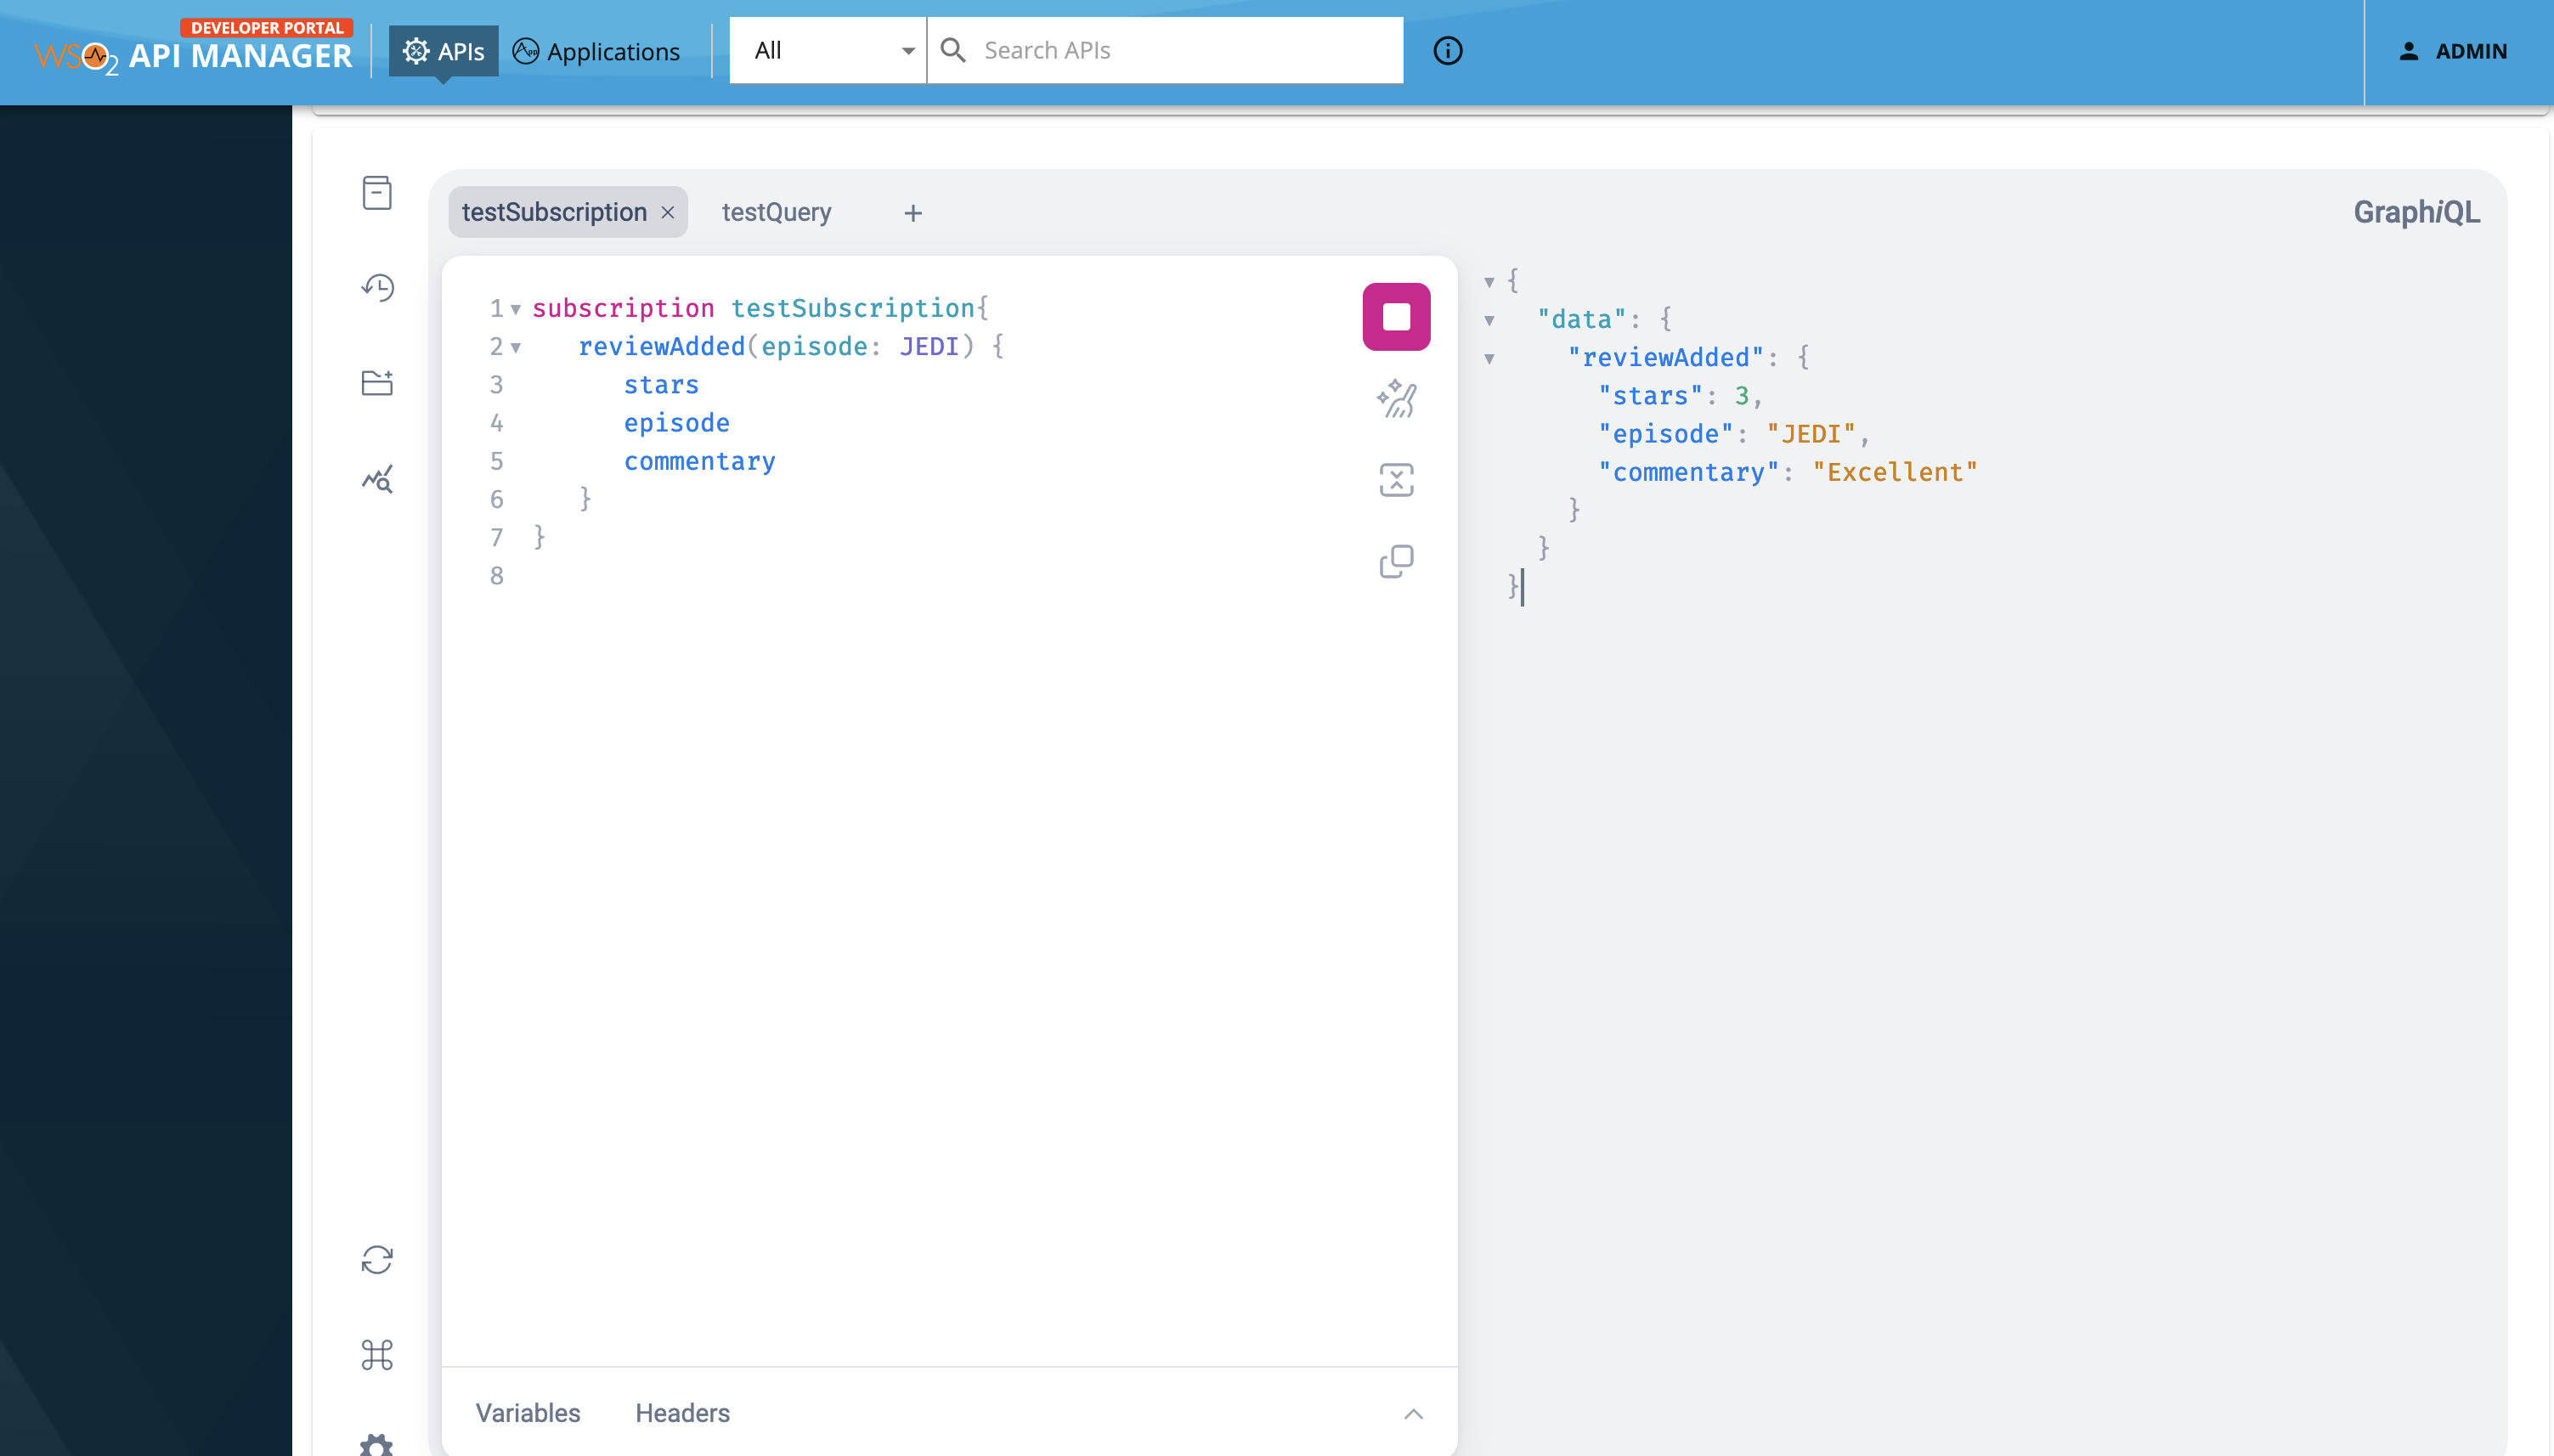 DEVELOPER PORTAL
WSO2 API MANAGER
APIs
Applications
All
Search APIs
ADMIN
testSubscription
testQuery
GraphiQL
1 subscription testSubscription{
2 reviewAdded(episode: JEDI) {
3 stars
4 episode
5 commentary
6 }
7 }
8
{
"data": {
"reviewAdded": {
"stars": 3,
"episode": "JEDI",
"commentary": "Excellent"
}
}
}
Variables
Headers